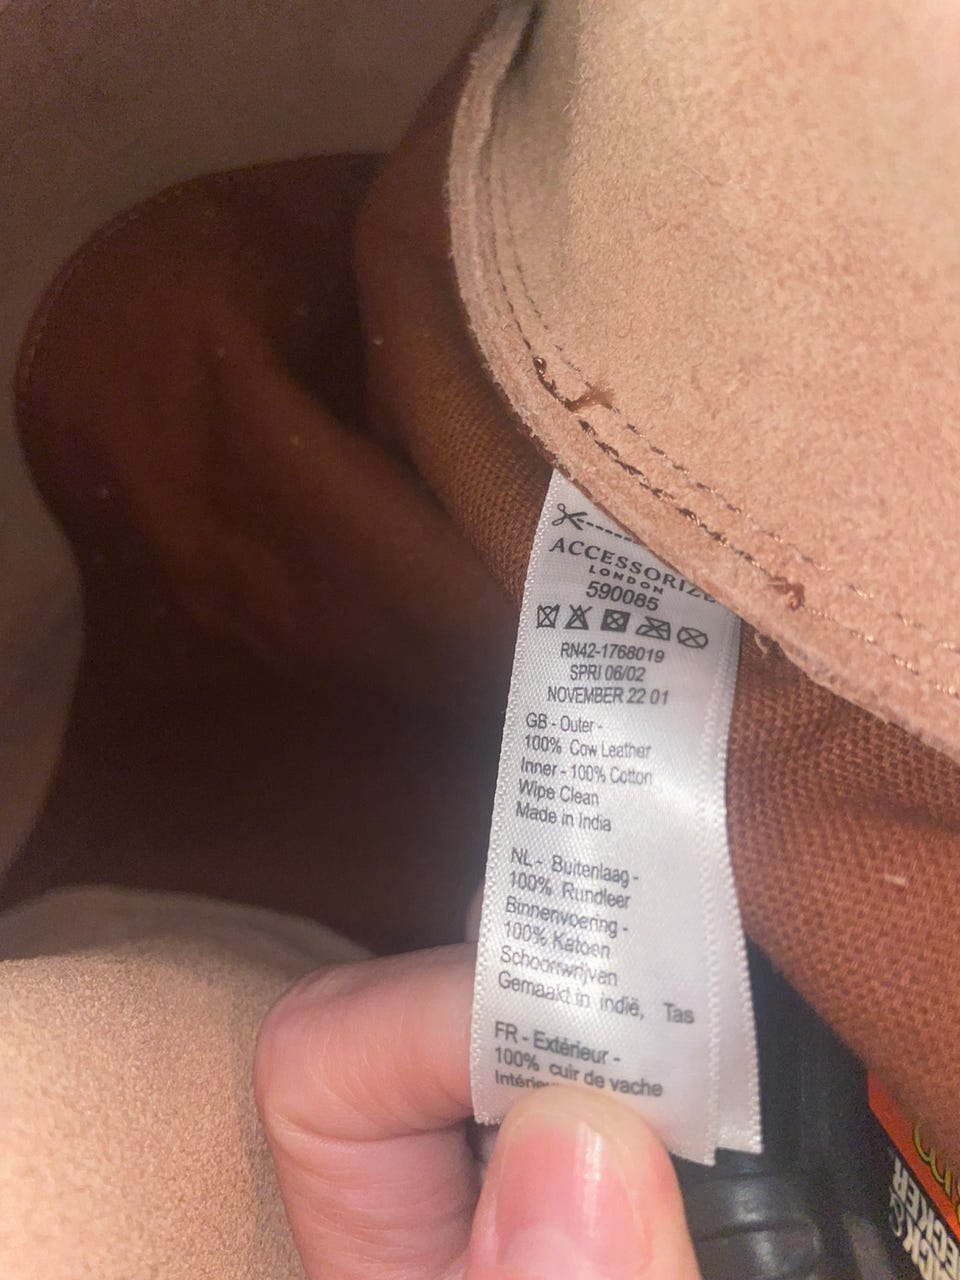 ACCESSORIZE
LONDON
590085
RN42-1768019
SPRI 06/02
NOVEMBER 22 01
GB - Outer -
100% Cow Leather
Inner - 100% Cotton
Wipe Clean
Made in India
NL - Buitenlaag -
100% Rundleer
Binnenvoering -
100% Katoen
Schoonwrijven
Gemaakt in indië, Tas
FR - Extérieur -
100% cuir de vache